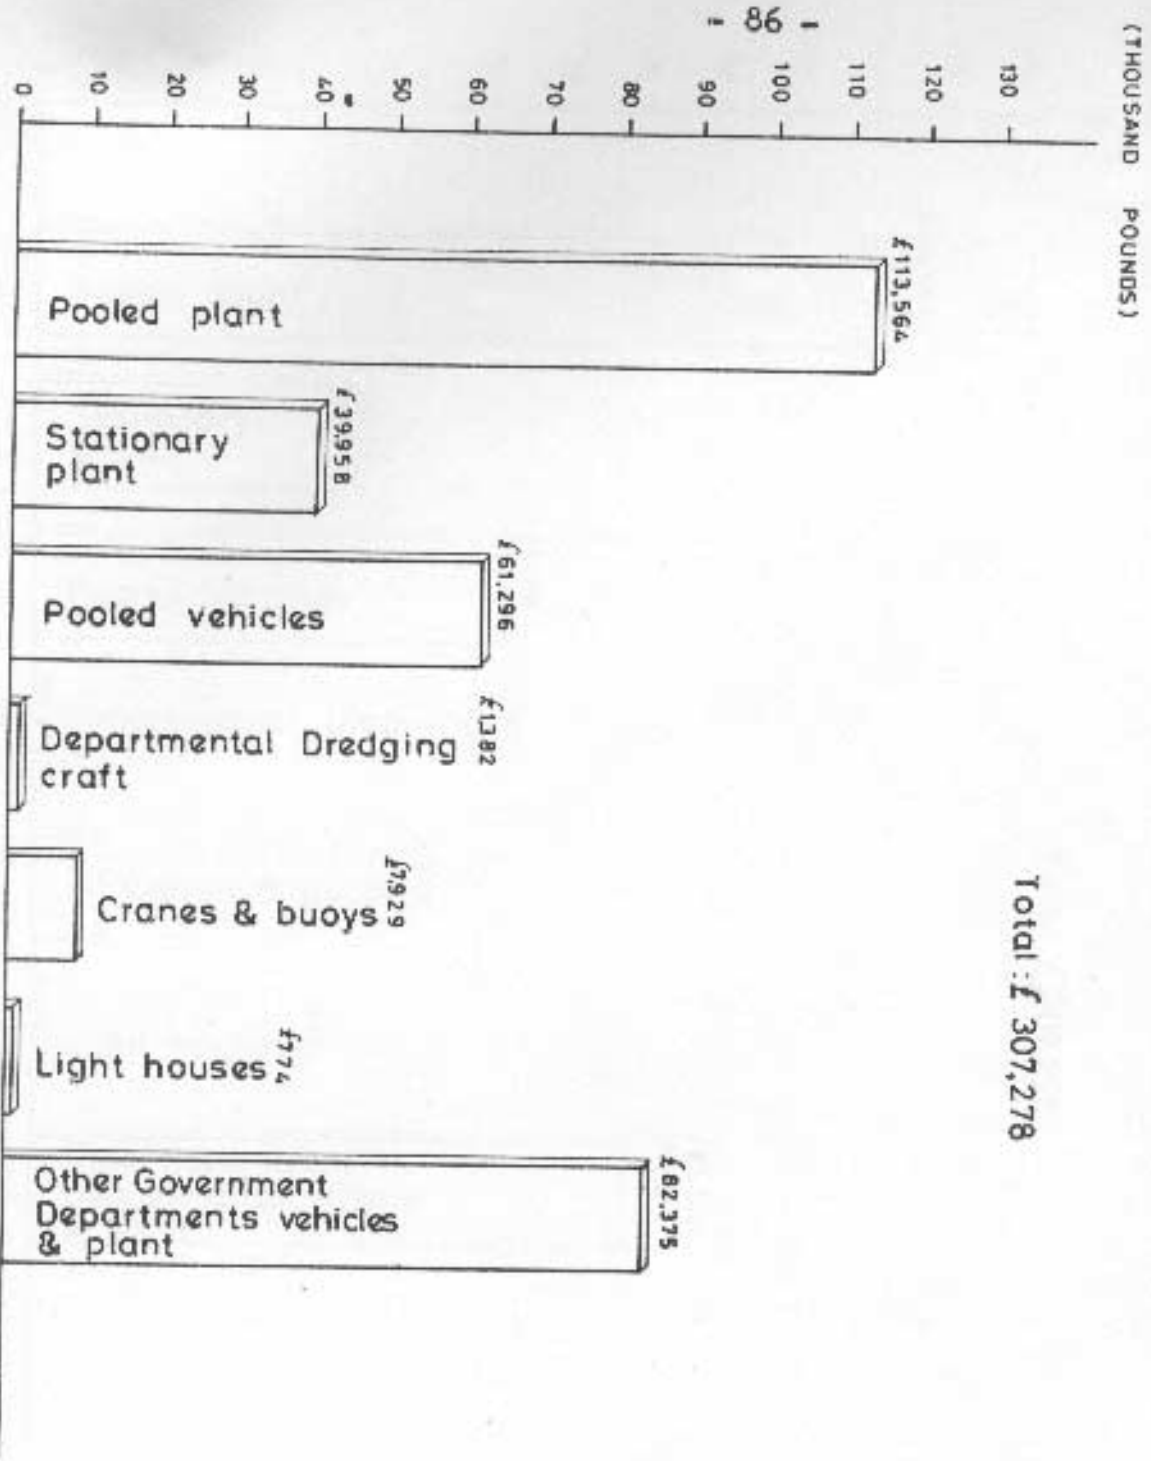 - 86 -
(THOUSAND POUNDS)
130
120
110
100
90
80
70
60
50
40
30
20
10
0
£113,564
Pooled plant
£39,958
Stationary
plant
£61,296
Pooled vehicles
£1,382
Departmental Dredging
craft
£7,929
Cranes & buoys
£774
Light houses
£82,375
Other Government
Departments vehicles
& plant
Total : £ 307,278